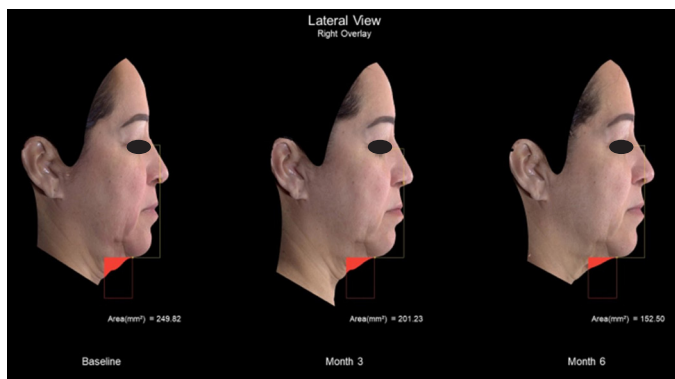 Lateral View
Right Overlay
Area(mm²) = 249.82
Area(mm²) = 201.23
Area(mm²) = 152.50
Baseline
Month 3
Month 6